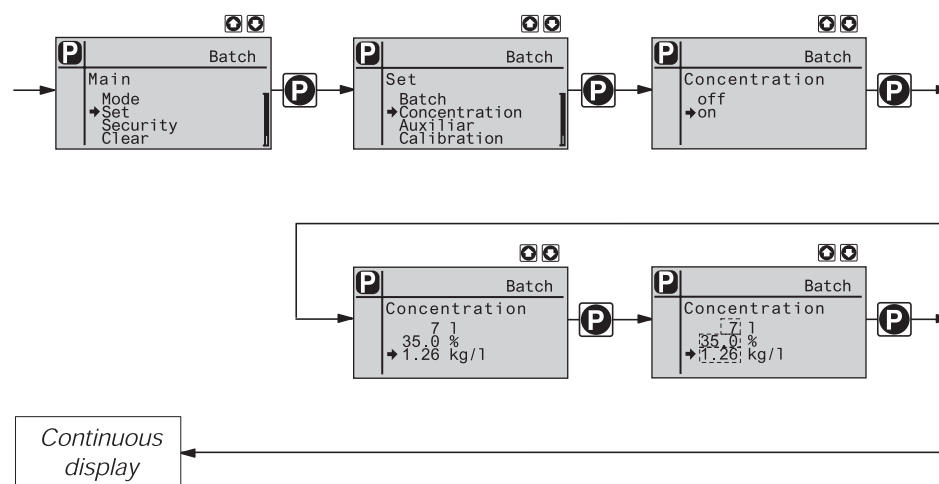 P Batch
Main
Mode
➔Set
Security
Clear
P
P Batch
Set
Batch
➔Concentration
Auxiliar
Calibration
P
P Batch
Concentration
off
➔on
P
P Batch
Concentration
7 l
35.0 %
➔1.26 kg/l
P
P Batch
Concentration
7 l
35.0 %
➔1.26 kg/l
P
Continuous
display